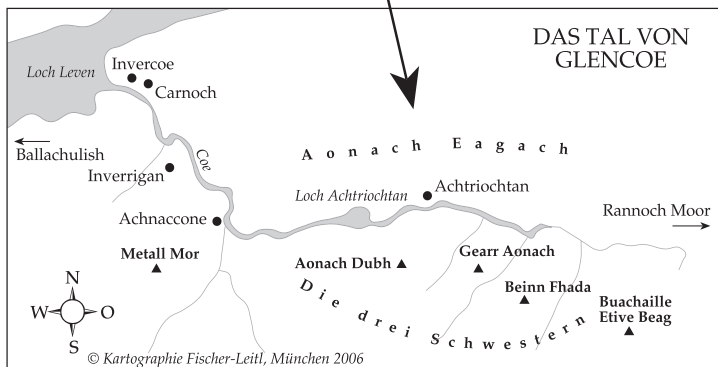 DAS TAL VON
GLENCOE
Loch Leven
Invercoe
Carnoch
Ballachulish
Coe
Aonach Eagach
Inverrigan
Loch Achtriochtan
Achtriochtan
Achnaccone
Rannoch Moor
Metall Mor
Aonach Dubh
Gearr Aonach
Beinn Fhada
Buachaille
Etive Beag
Die drei Schwestern
N
W O
S
© Kartographie Fischer-Leitl, München 2006